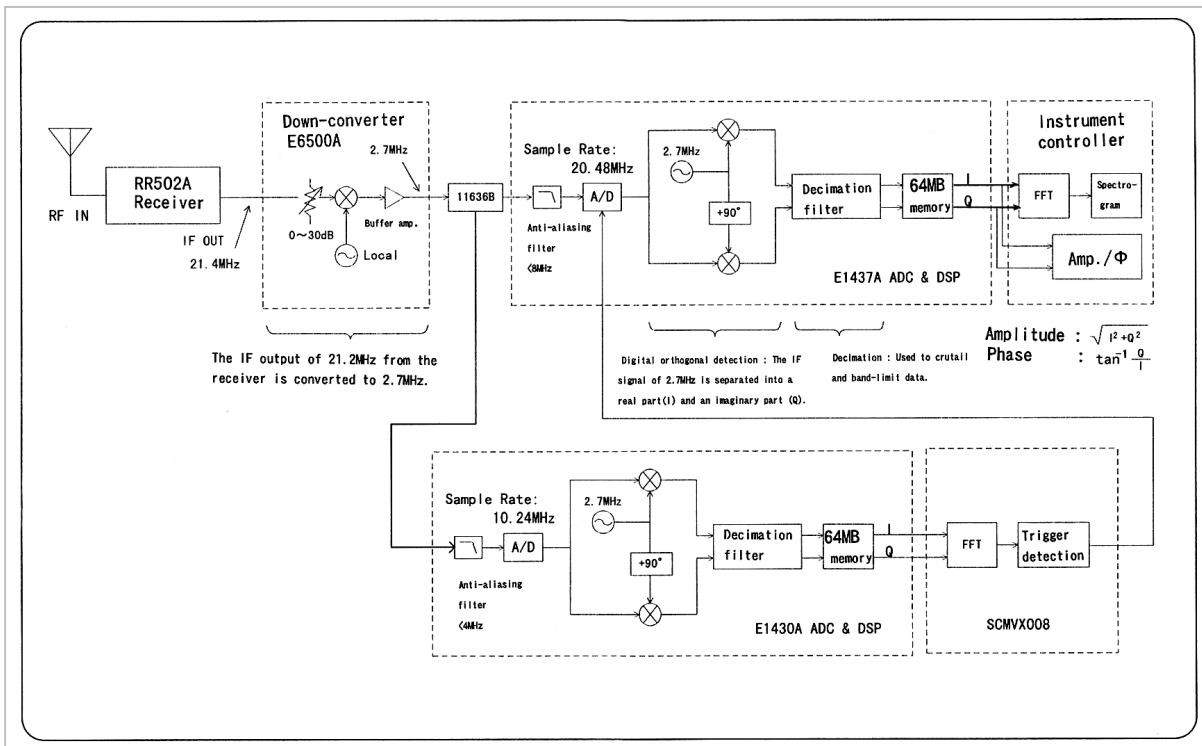 Down-converter
E6500A
2.7MHz
RR502A
Receiver
RF IN
IF OUT
21.4MHz
0～30dB
Buffer amp.
Local
11636B
Sample Rate:
20.48MHz
A/D
Anti-aliasing
filter
<8MHz
2.7MHz
+90°
Decimation
filter
64MB
memory
I
Q
E1437A ADC & DSP
Instrument
controller
FFT
Spectro-
gram
Amp./Φ
The IF output of 21.2MHz from the
receiver is converted to 2.7MHz.
Digital orthogonal detection : The IF
signal of 2.7MHz is separated into a
real part(I) and an imaginary part (Q).
Decimation : Used to crutail
and band-limit data.
Amplitude : √I²+Q²
Phase : tan⁻¹ Q/I
Sample Rate:
10.24MHz
A/D
Anti-aliasing
filter
<4MHz
2.7MHz
+90°
Decimation
filter
64MB
memory
I
Q
E1430A ADC & DSP
FFT
Trigger
detection
SCMVX008